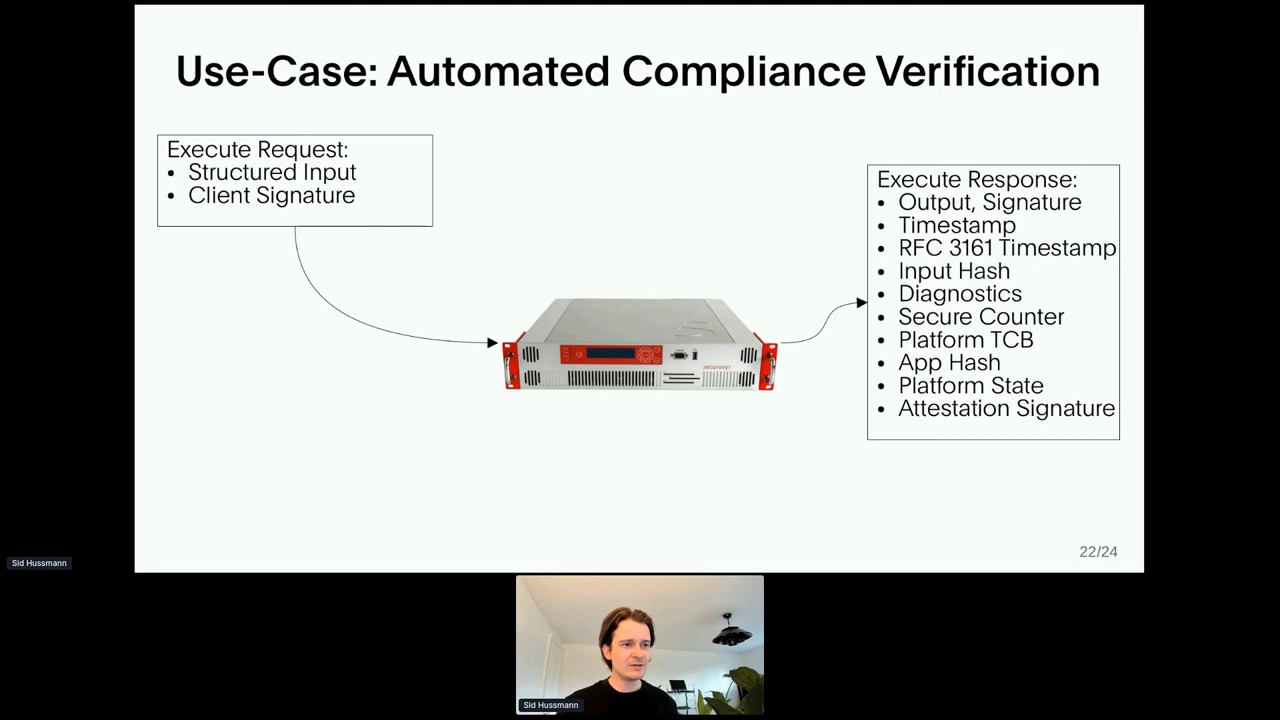 Use-Case: Automated Compliance Verification
Execute Request:
• Structured Input
• Client Signature
Execute Response:
• Output, Signature
• Timestamp
• RFC 3161 Timestamp
• Input Hash
• Diagnostics
• Secure Counter
• Platform TCB
• App Hash
• Platform State
• Attestation Signature
securosys
22/24
Sid Hussmann
Sid Hussmann